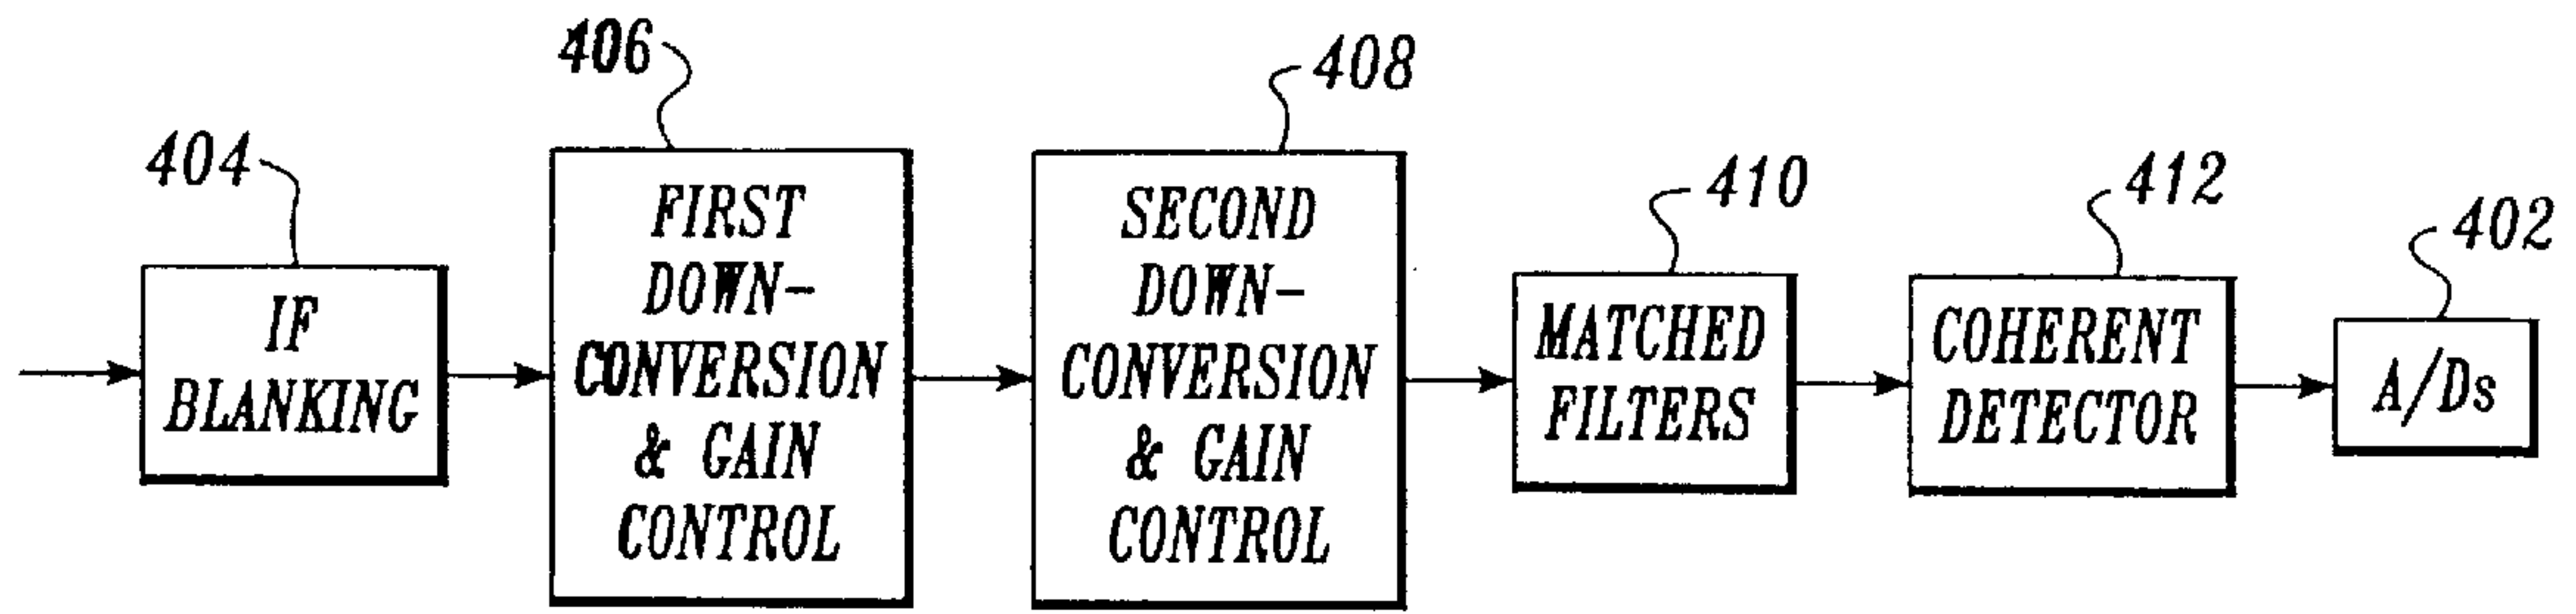 404
IF
BLANKING
406
FIRST
DOWN-
CONVERSION
& GAIN
CONTROL
408
SECOND
DOWN-
CONVERSION
& GAIN
CONTROL
410
MATCHED
FILTERS
412
COHERENT
DETECTOR
402
A/Ds